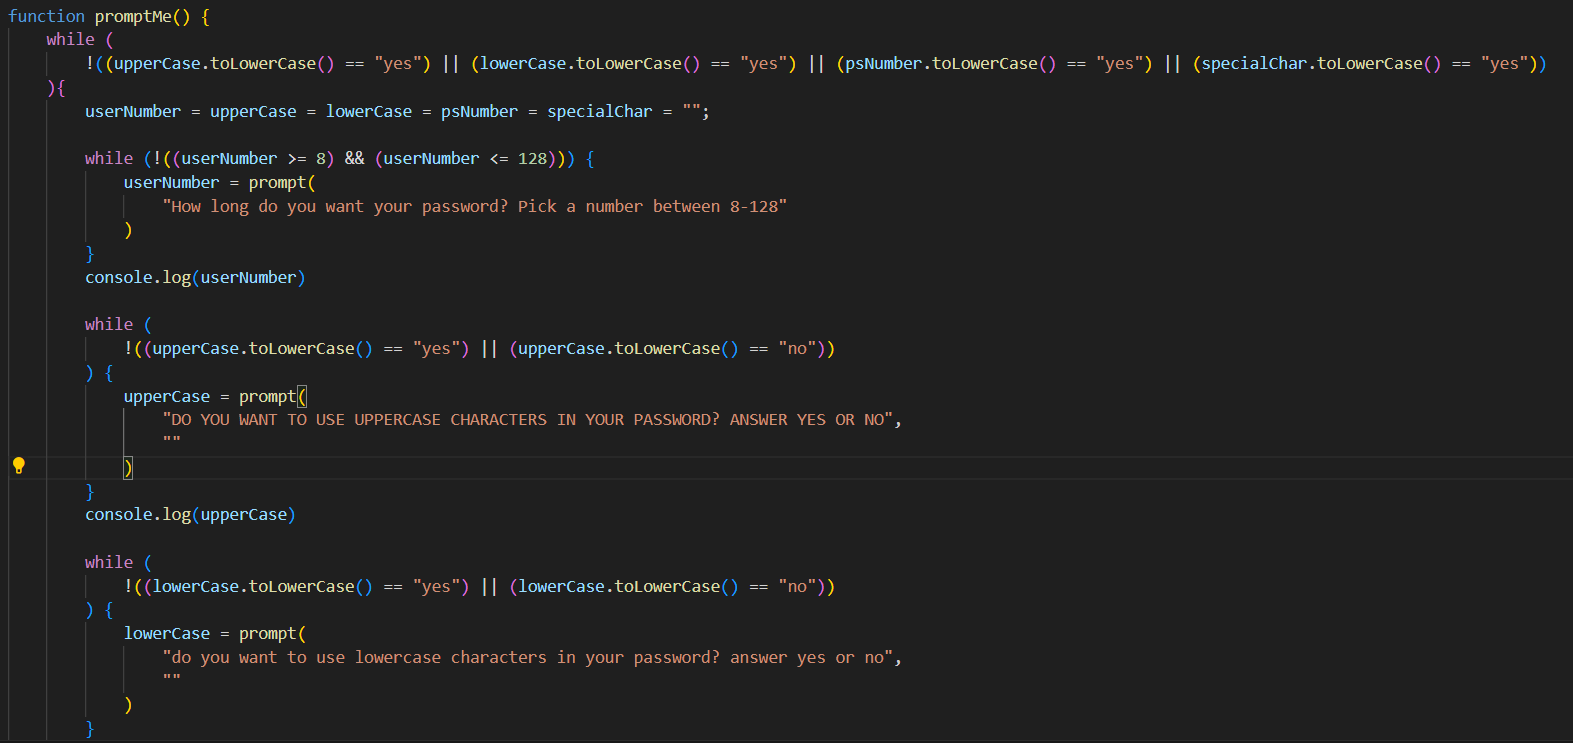 function promptMe() {
    while (
        !((upperCase.toLowerCase() == "yes") || (lowerCase.toLowerCase() == "yes") || (psNumber.toLowerCase() == "yes") || (specialChar.toLowerCase() == "yes"))
    ){
        userNumber = upperCase = lowerCase = psNumber = specialChar = "";

        while (!((userNumber >= 8) && (userNumber <= 128))) {
            userNumber = prompt(
                "How long do you want your password? Pick a number between 8-128"
            )
        }
        console.log(userNumber)

        while (
            !((upperCase.toLowerCase() == "yes") || (upperCase.toLowerCase() == "no"))
        ) {
            upperCase = prompt(
                "DO YOU WANT TO USE UPPERCASE CHARACTERS IN YOUR PASSWORD? ANSWER YES OR NO",
                ""
            )
        }
        console.log(upperCase)

        while (
            !((lowerCase.toLowerCase() == "yes") || (lowerCase.toLowerCase() == "no"))
        ) {
            lowerCase = prompt(
                "do you want to use lowercase characters in your password? answer yes or no",
                ""
            )
        }